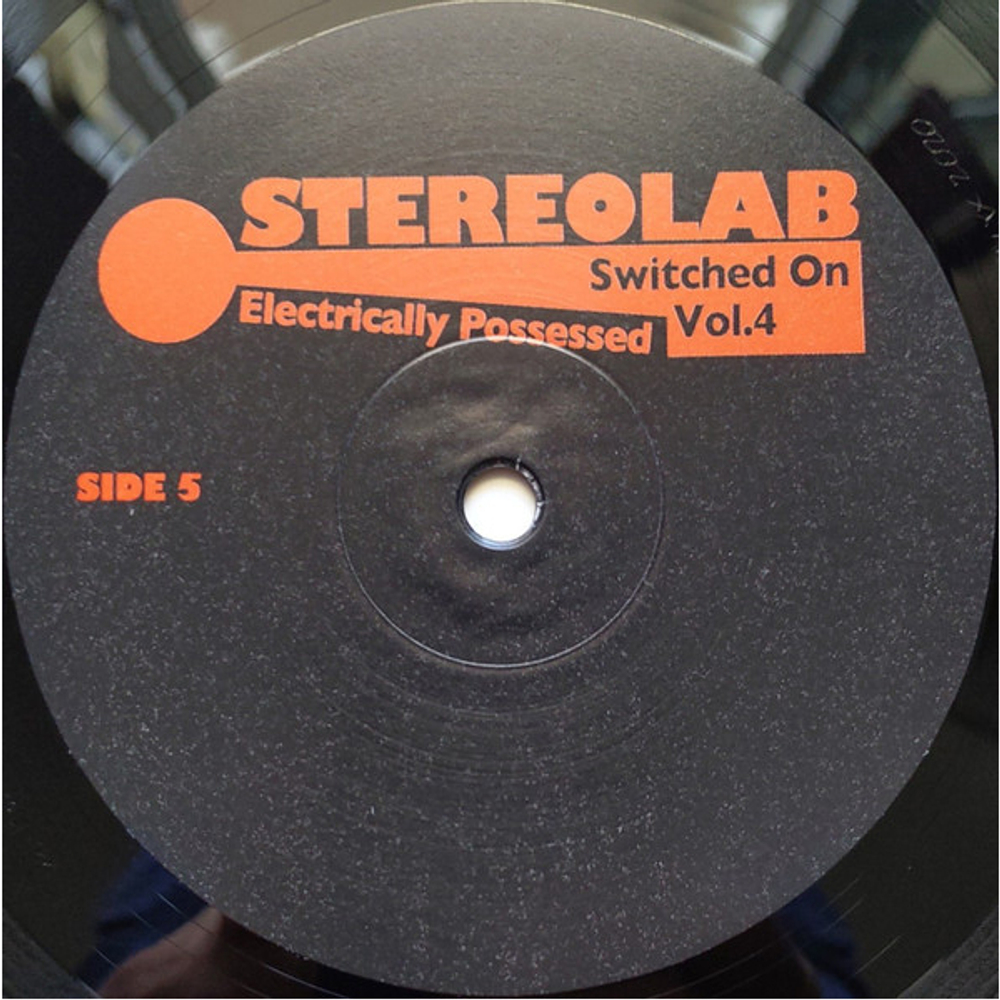 STEREOLAB
Switched On
Electrically Possessed
Vol.4
SIDE 5